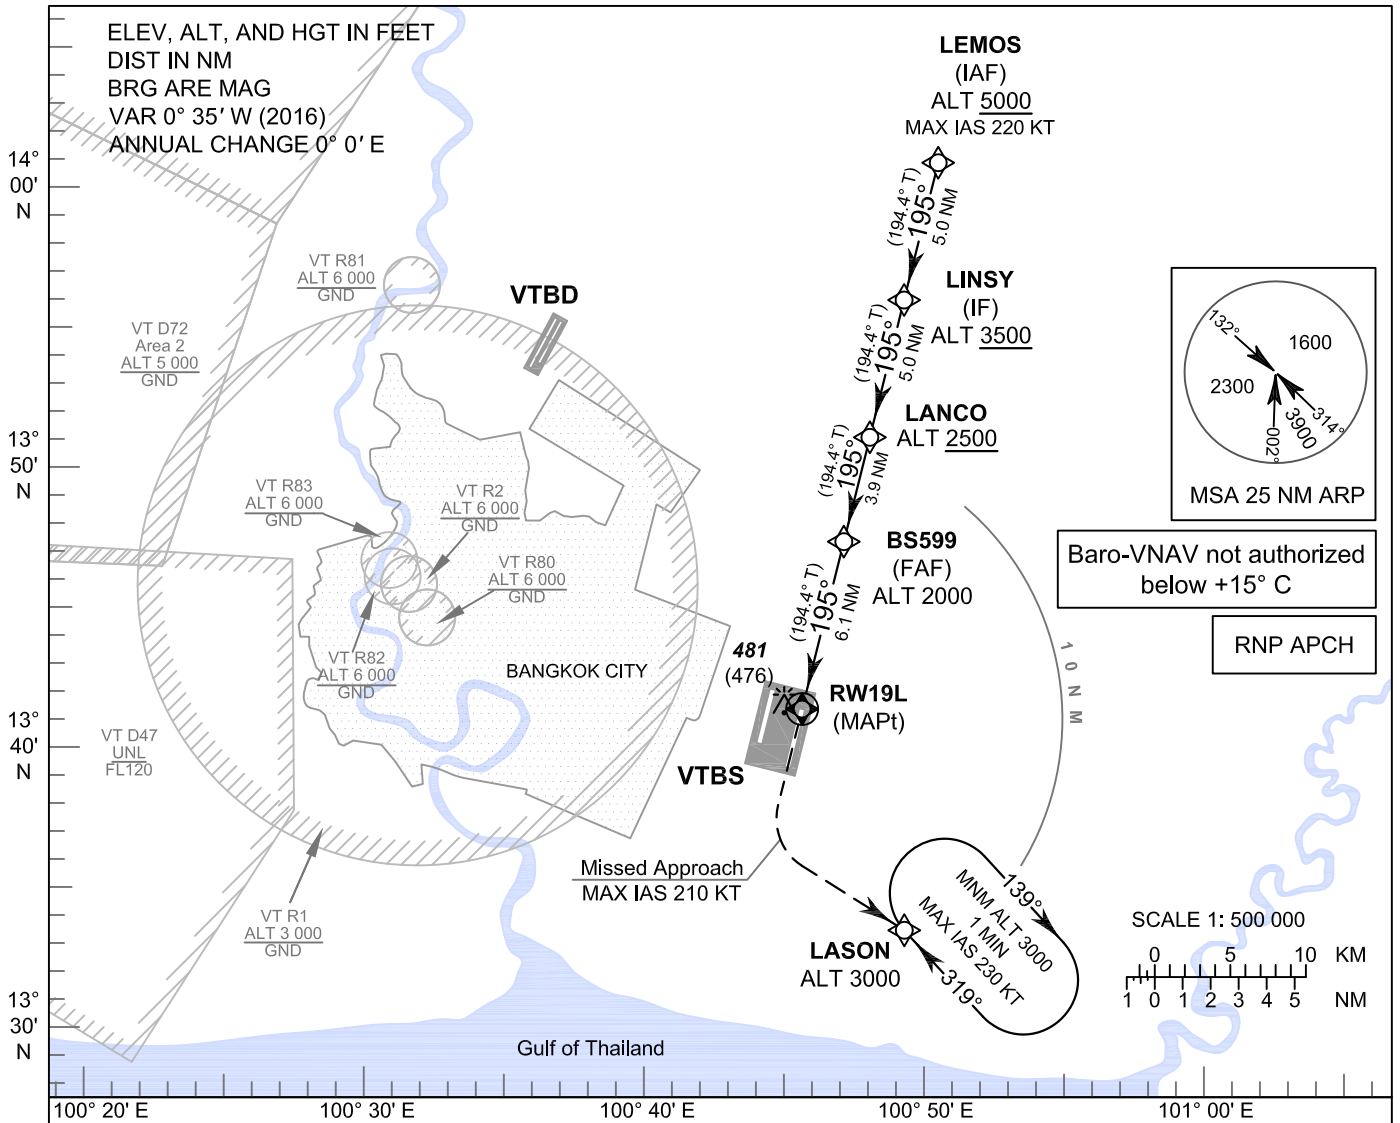 ELEV, ALT, AND HGT IN FEET
DIST IN NM
BRG ARE MAG
VAR 0° 35' W (2016)
ANNUAL CHANGE 0° 0' E
LEMOS
(IAF)
ALT 5000
MAX IAS 220 KT
14°
00'
N
(194.4° T)
195°
5.0 NM
VT R81
ALT 6 000
GND
VTBD
LINSY
(IF)
ALT 3500
VT D72
Area 2
ALT 5 000
GND
(194.4° T)
195°
5.0 NM
132°
1600
2300
3900
314°
002°
MSA 25 NM ARP
LANCO
ALT 2500
13°
50'
N
(194.4° T)
195°
3.9 NM
VT R83
ALT 6 000
GND
VT R2
ALT 6 000
GND
BS599
(FAF)
ALT 2000
Baro-VNAV not authorized
below +15° C
VT R80
ALT 6 000
GND
(194.4° T)
195°
6.1 NM
RNP APCH
VT R82
ALT 6 000
GND
BANGKOK CITY
481
(476)
10 NM
RW19L
(MAPt)
VT D47
UNL
FL120
13°
40'
N
VTBS
Missed Approach
MAX IAS 210 KT
VT R1
ALT 3 000
GND
139°
MNM ALT 3000
1 MIN
MAX IAS 230 KT
319°
LASON
ALT 3000
SCALE 1: 500 000
0 5 10 KM
1 0 1 2 3 4 5 NM
13°
30'
N
Gulf of Thailand
100° 20' E 100° 30' E 100° 40' E 100° 50' E 101° 00' E